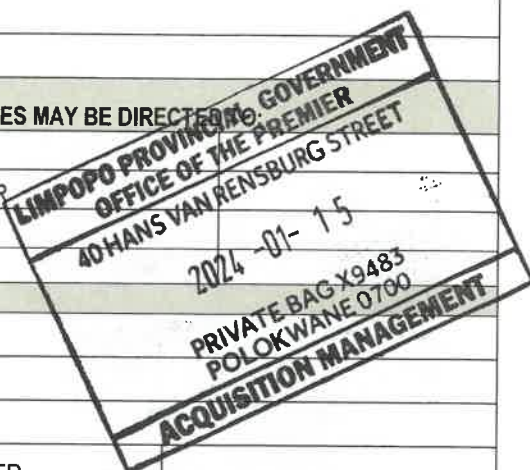 ES MAY BE DIRECTED TO:
LIMPOPO PROVINCIAL GOVERNMENT
OFFICE OF THE PREMIER
40 HANS VAN RENSBURG STREET
2024 -01- 15
PRIVATE BAG X9483
POLOKWANE 0700
ACQUISITION MANAGEMENT